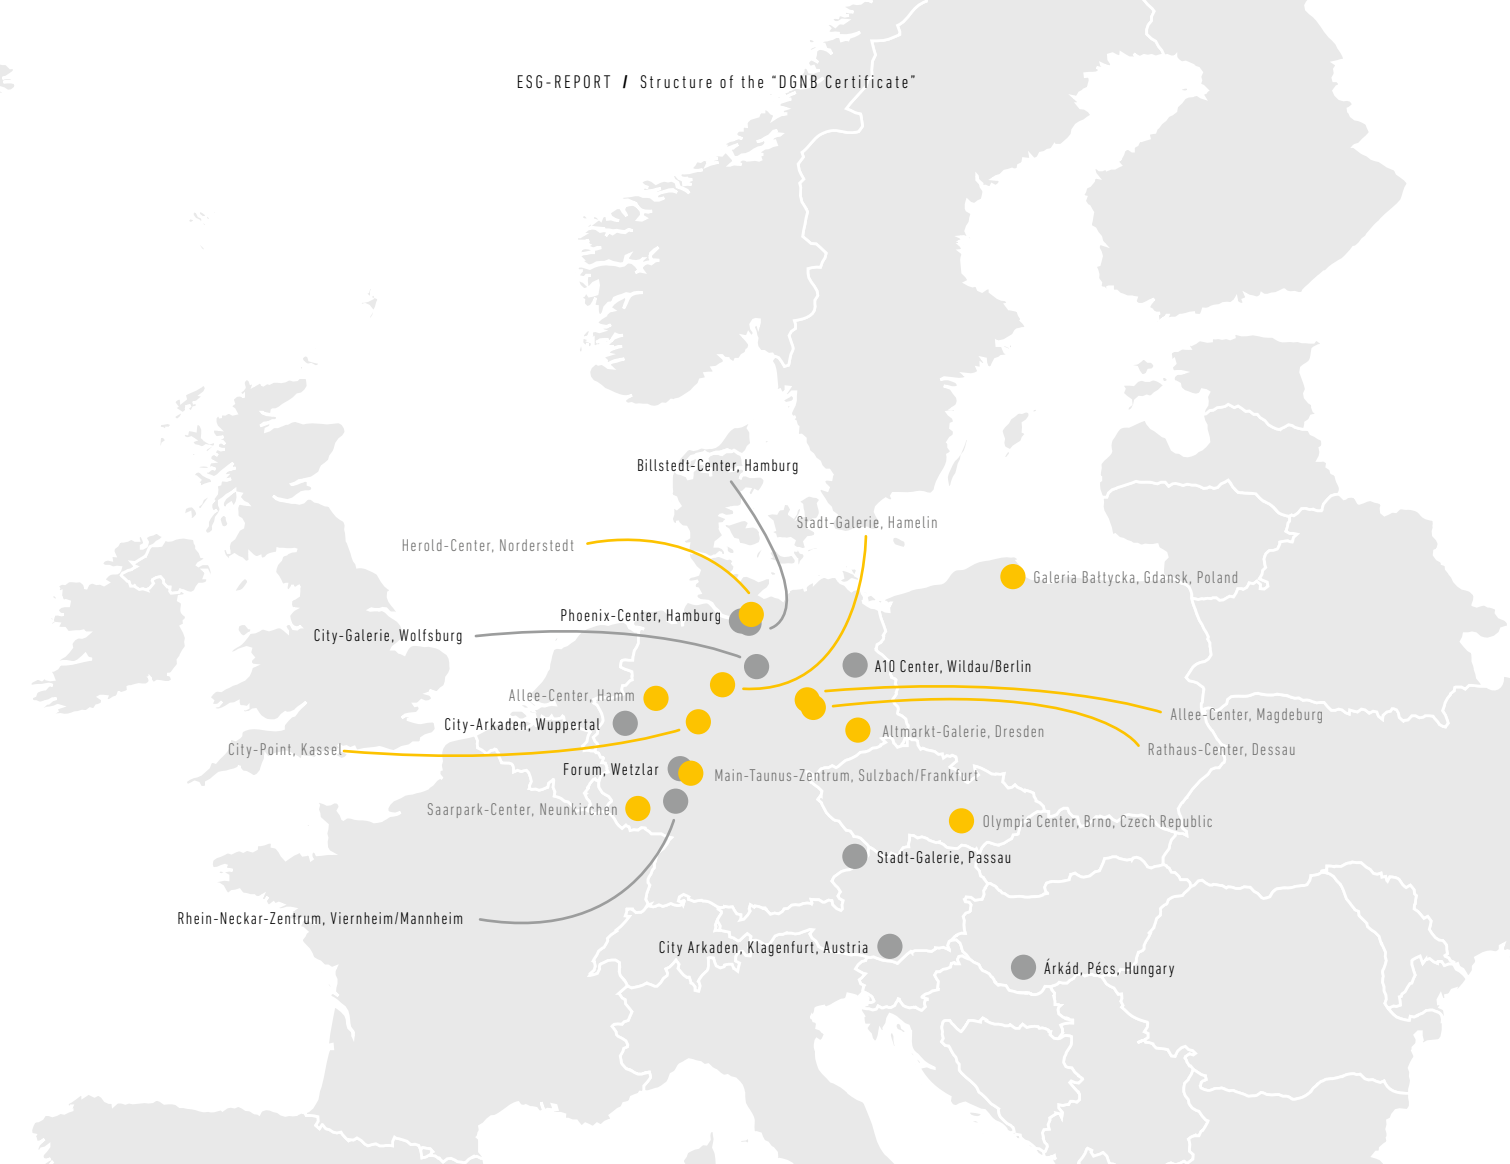 ESG-REPORT / Structure of the “DGNB Certificate”
Billstedt-Center, Hamburg
Stadt-Galerie, Hamelin
Herold-Center, Norderstedt
Galeria Bałtycka, Gdansk, Poland
Phoenix-Center, Hamburg
City-Galerie, Wolfsburg
A10 Center, Wildau/Berlin
Allee-Center, Hamm
Allee-Center, Magdeburg
City-Arkaden, Wuppertal
Altmarkt-Galerie, Dresden
City-Point, Kassel
Rathaus-Center, Dessau
Forum, Wetzlar
Main-Taunus-Zentrum, Sulzbach/Frankfurt
Saarpark-Center, Neunkirchen
Olympia Center, Brno, Czech Republic
Stadt-Galerie, Passau
Rhein-Neckar-Zentrum, Viernheim/Mannheim
City Arkaden, Klagenfurt, Austria
Árkád, Pécs, Hungary